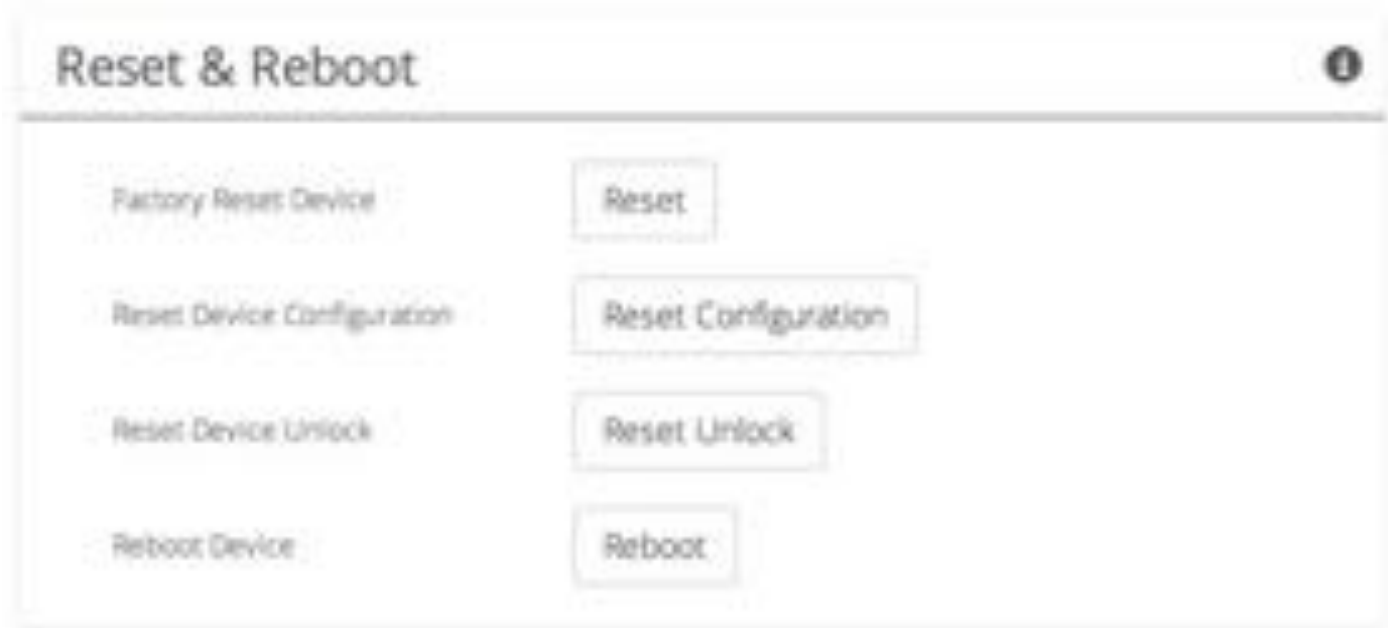 Reset & Reboot
Factory Reset Device Reset
Reset Device Configuration Reset Configuration
Reset Device Unlock Reset Unlock
Reboot Device Reboot